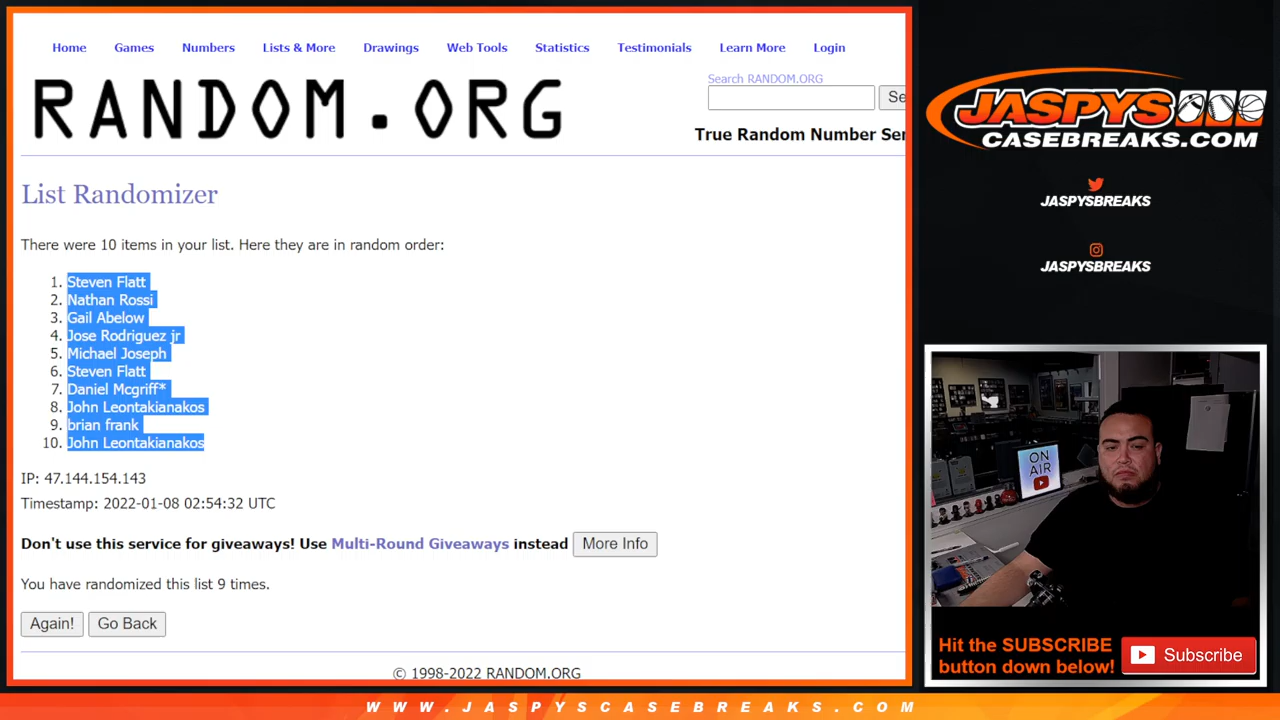 Home Games Numbers Lists & More Drawings Web Tools Statistics Testimonials Learn More Login
RANDOM.ORG
Search RANDOM.ORG
Se
True Random Number Ser
List Randomizer
There were 10 items in your list. Here they are in random order:
1. Steven Flatt
2. Nathan Rossi
3. Gail Abelow
4. Jose Rodriguez jr
5. Michael Joseph
6. Steven Flatt
7. Daniel Mcgriff*
8. John Leontakianakos
9. brian frank
10. John Leontakianakos
IP: 47.144.154.143
Timestamp: 2022-01-08 02:54:32 UTC
Don't use this service for giveaways! Use Multi-Round Giveaways instead More Info
You have randomized this list 9 times.
Again! Go Back
© 1998-2022 RANDOM.ORG
JASPYS
CASEBREAKS.COM
JASPYSBREAKS
JASPYSBREAKS
ON
AIR
Hit the SUBSCRIBE
button down below!
Subscribe
WWW.JASPYSCASEBREAKS.COM